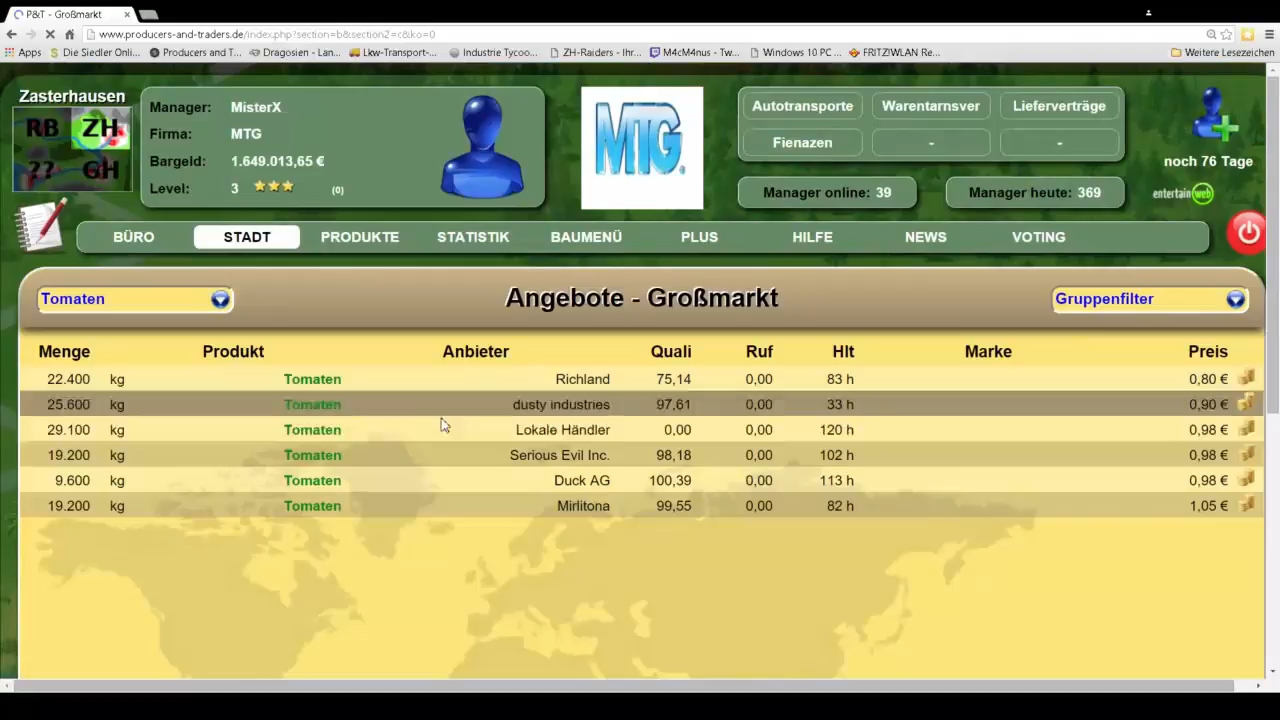 P&T - Großmarkt
www.producers-and-traders.de/index.php?section=b&section2=c&ko=0
Apps Die Siedler Onli... Producers and T... Dragosien - Lan... Lkw-Transport-... Industrie Tycoo... ZH-Raiders - Ihr... M4cM4nus - Tw... Windows 10 PC ... FRITZ!WLAN Re... Weitere Lesezeichen
Zasterhausen
RB ZH
?? GH
Manager: MisterX
Firma: MTG
Bargeld: 1.649.013,65 €
Level: 3 (0)
MTG.
Autotransporte Warentarnsver Lieferverträge
Fienazen - -
Manager online: 39 Manager heute: 369
noch 76 Tage
entertainweb
BÜRO STADT PRODUKTE STATISTIK BAUMENÜ PLUS HILFE NEWS VOTING
Tomaten Angebote - Großmarkt Gruppenfilter
Menge Produkt Anbieter Quali Ruf Hlt Marke Preis
22.400 kg Tomaten Richland 75,14 0,00 83 h 0,80 €
25.600 kg Tomaten dusty industries 97,61 0,00 33 h 0,90 €
29.100 kg Tomaten Lokale Händler 0,00 0,00 120 h 0,98 €
19.200 kg Tomaten Serious Evil Inc. 98,18 0,00 102 h 0,98 €
9.600 kg Tomaten Duck AG 100,39 0,00 113 h 0,98 €
19.200 kg Tomaten Mirlitona 99,55 0,00 82 h 1,05 €